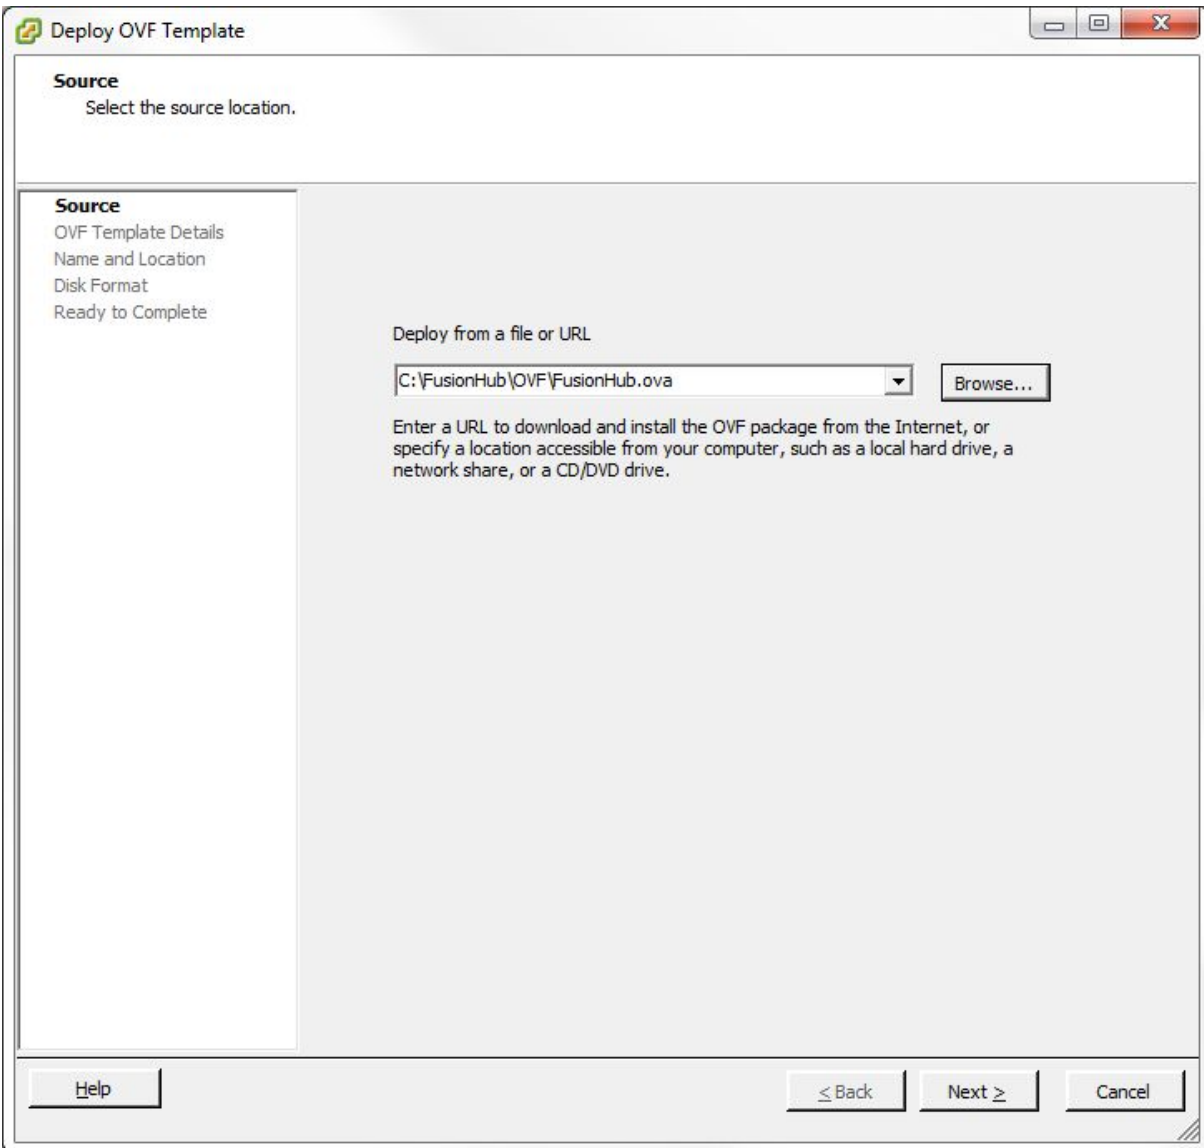 Deploy OVF Template
Source
Select the source location.
Source
OVF Template Details
Name and Location
Disk Format
Ready to Complete
Deploy from a file or URL
C:\FusionHub\OVF\FusionHub.ova
Browse...
Enter a URL to download and install the OVF package from the Internet, or
specify a location accessible from your computer, such as a local hard drive, a
network share, or a CD/DVD drive.
Help
< Back
Next >
Cancel